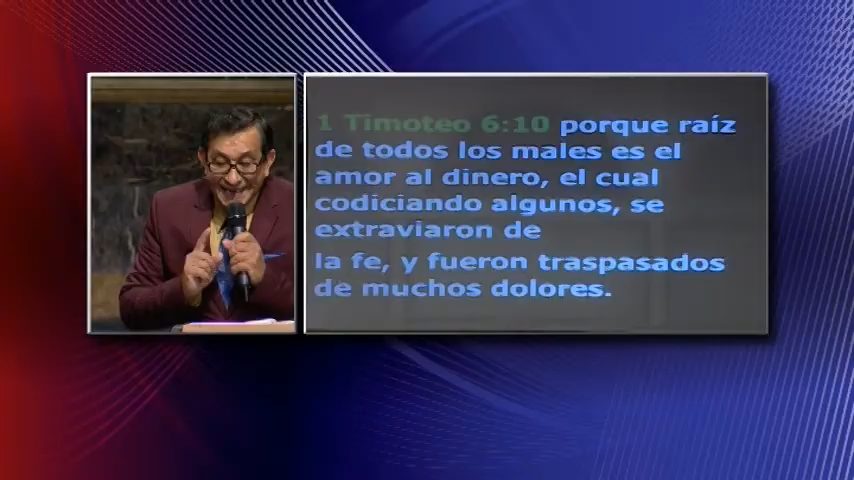 1 Timoteo 6:10 porque raíz
de todos los males es el
amor al dinero, el cual
codiciando algunos, se
extraviaron de
la fe, y fueron traspasados
de muchos dolores.